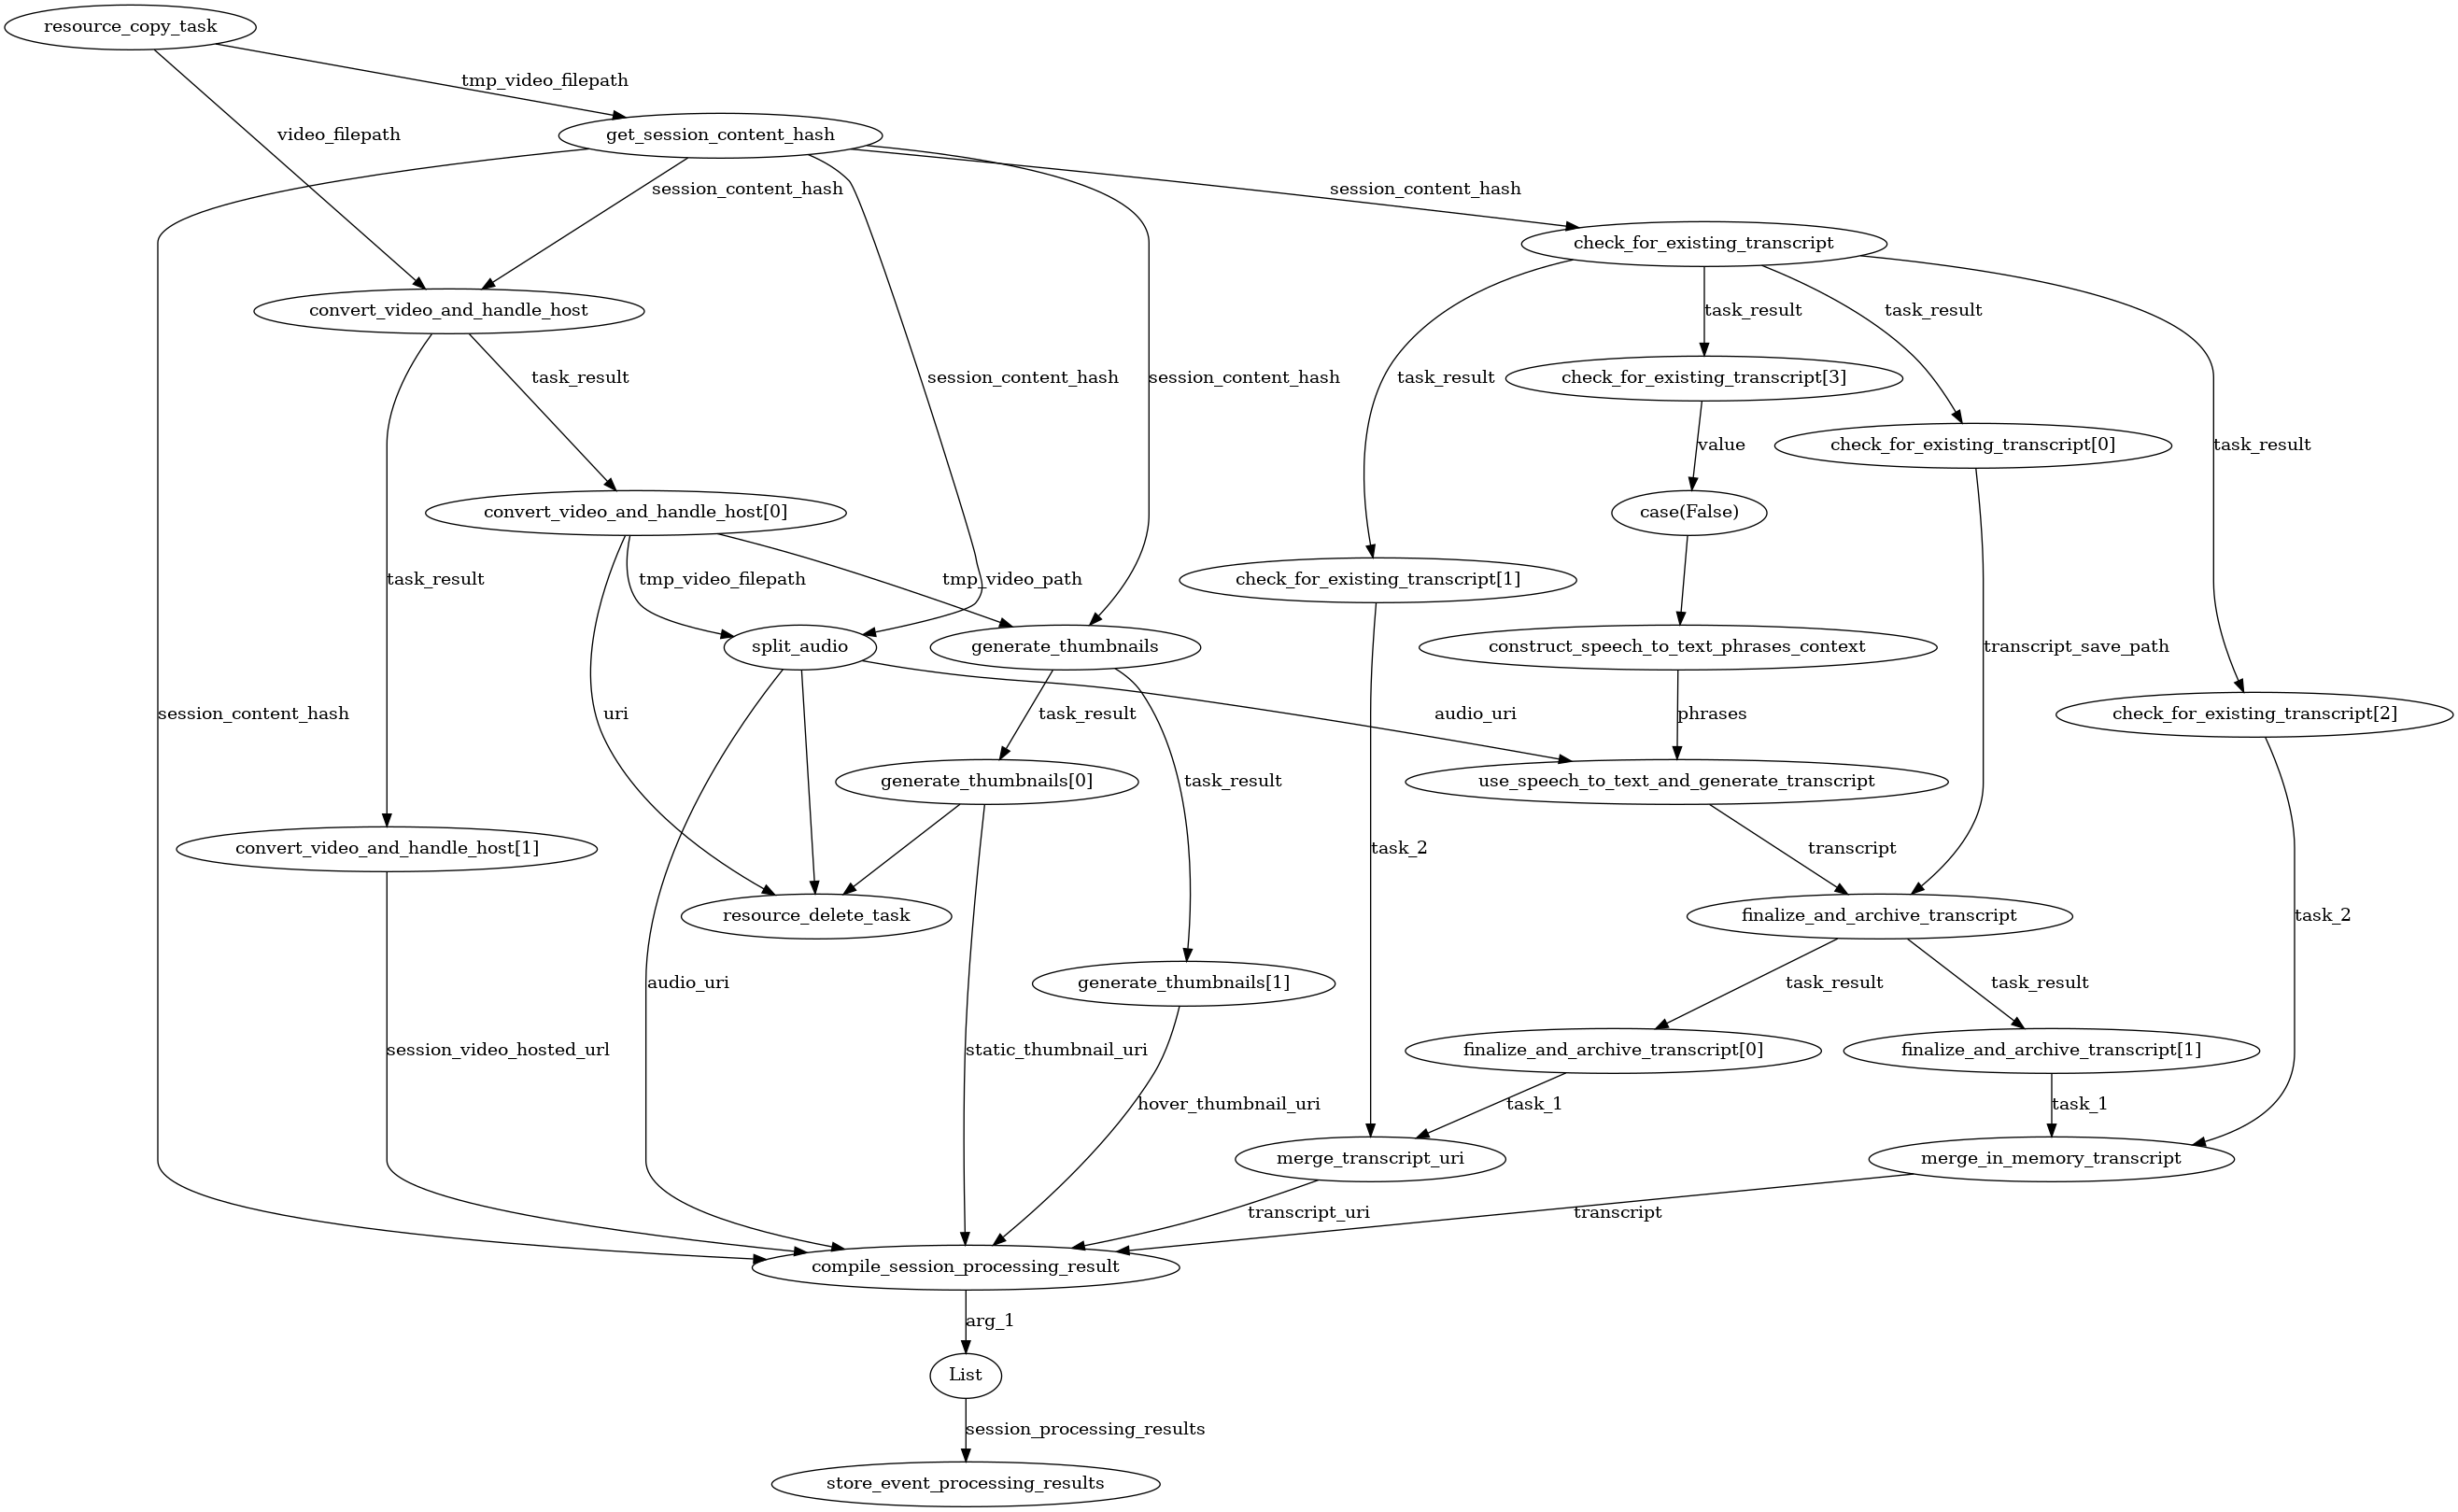 resource_copy_task
tmp_video_filepath
video_filepath
get_session_content_hash
session_content_hash
session_content_hash
check_for_existing_transcript
convert_video_and_handle_host
task_result
task_result
task_result
session_content_hash
session_content_hash
task_result
check_for_existing_transcript[3]
value
check_for_existing_transcript[0]
task_result
convert_video_and_handle_host[0]
case(False)
task_result
tmp_video_filepath
tmp_video_path
check_for_existing_transcript[1]
split_audio
generate_thumbnails
construct_speech_to_text_phrases_context
transcript_save_path
session_content_hash
uri
task_result
audio_uri
phrases
check_for_existing_transcript[2]
generate_thumbnails[0]
task_result
use_speech_to_text_and_generate_transcript
convert_video_and_handle_host[1]
task_2
transcript
resource_delete_task
finalize_and_archive_transcript
task_2
audio_uri
generate_thumbnails[1]
task_result
task_result
session_video_hosted_url
static_thumbnail_uri
finalize_and_archive_transcript[0]
finalize_and_archive_transcript[1]
hover_thumbnail_uri
task_1
task_1
merge_transcript_uri
merge_in_memory_transcript
transcript_uri
transcript
compile_session_processing_result
arg_1
List
session_processing_results
store_event_processing_results